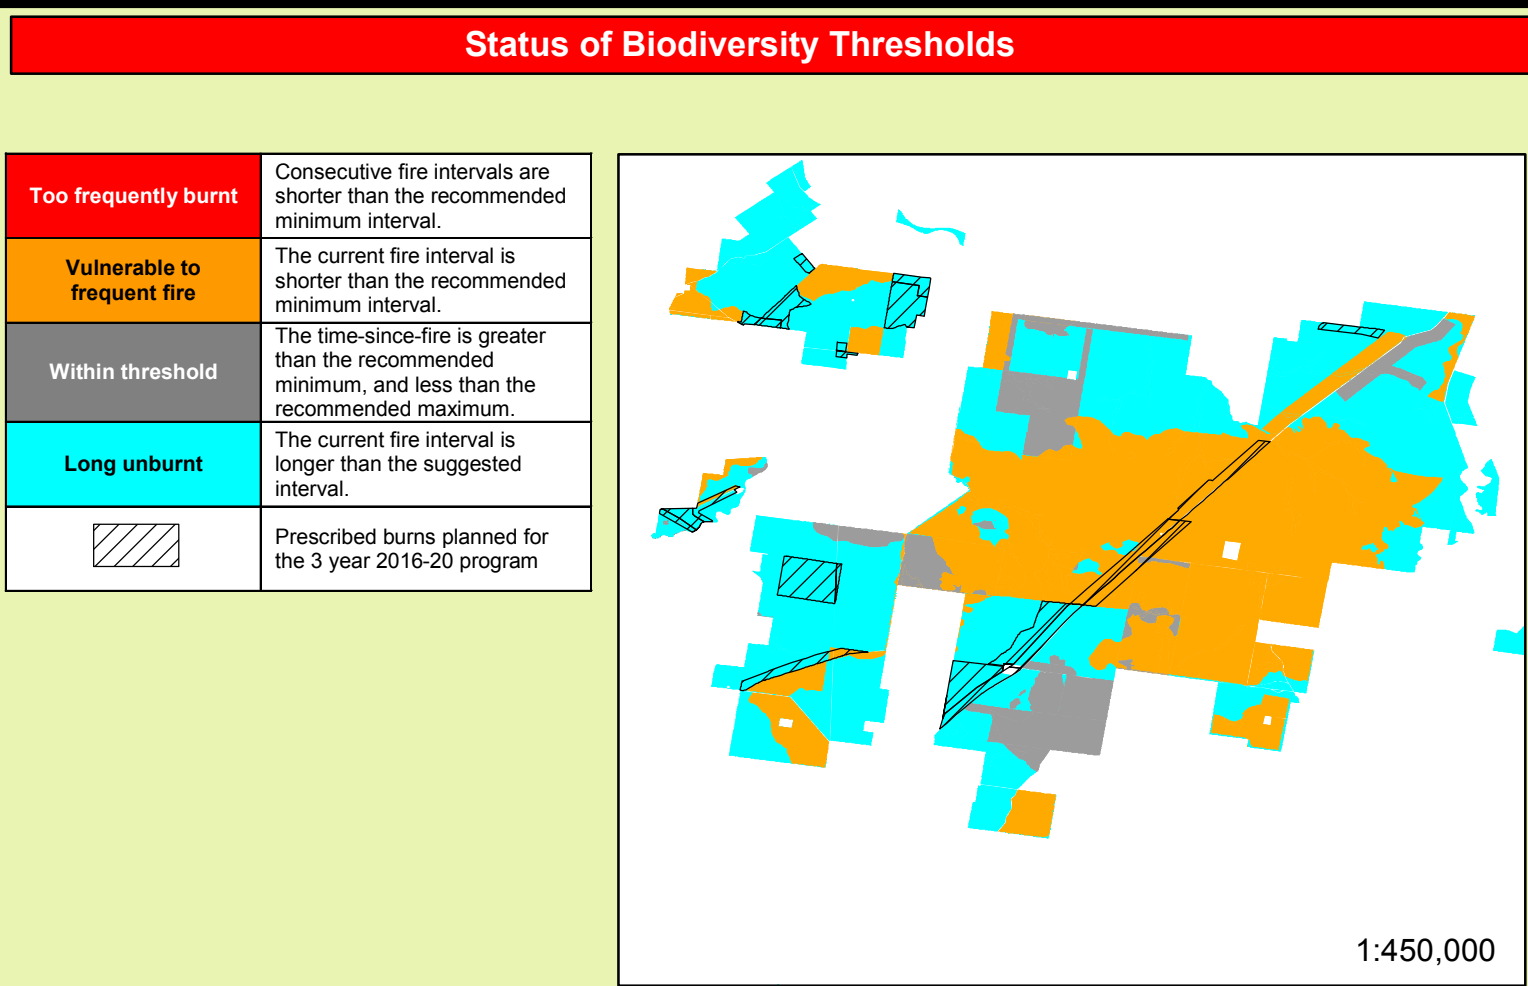 Status of Biodiversity Thresholds
Too frequently burnt
Consecutive fire intervals are
shorter than the recommended
minimum interval.
Vulnerable to
frequent fire
The current fire interval is
shorter than the recommended
minimum interval.
Within threshold
The time-since-fire is greater
than the recommended
minimum, and less than the
recommended maximum.
Long unburnt
The current fire interval is
longer than the suggested
interval.
Prescribed burns planned for
the 3 year 2016-20 program
1:450,000